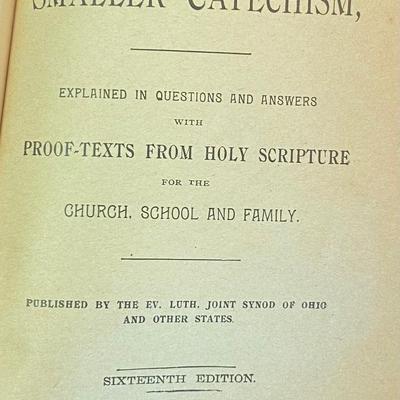 SMALLER CATECHISM,
EXPLAINED IN QUESTIONS AND ANSWERS
WITH
PROOF-TEXTS FROM HOLY SCRIPTURE
FOR THE
CHURCH, SCHOOL AND FAMILY.
PUBLISHED BY THE EV. LUTH. JOINT SYNOD OF OHIO
AND OTHER STATES.
SIXTEENTH EDITION.